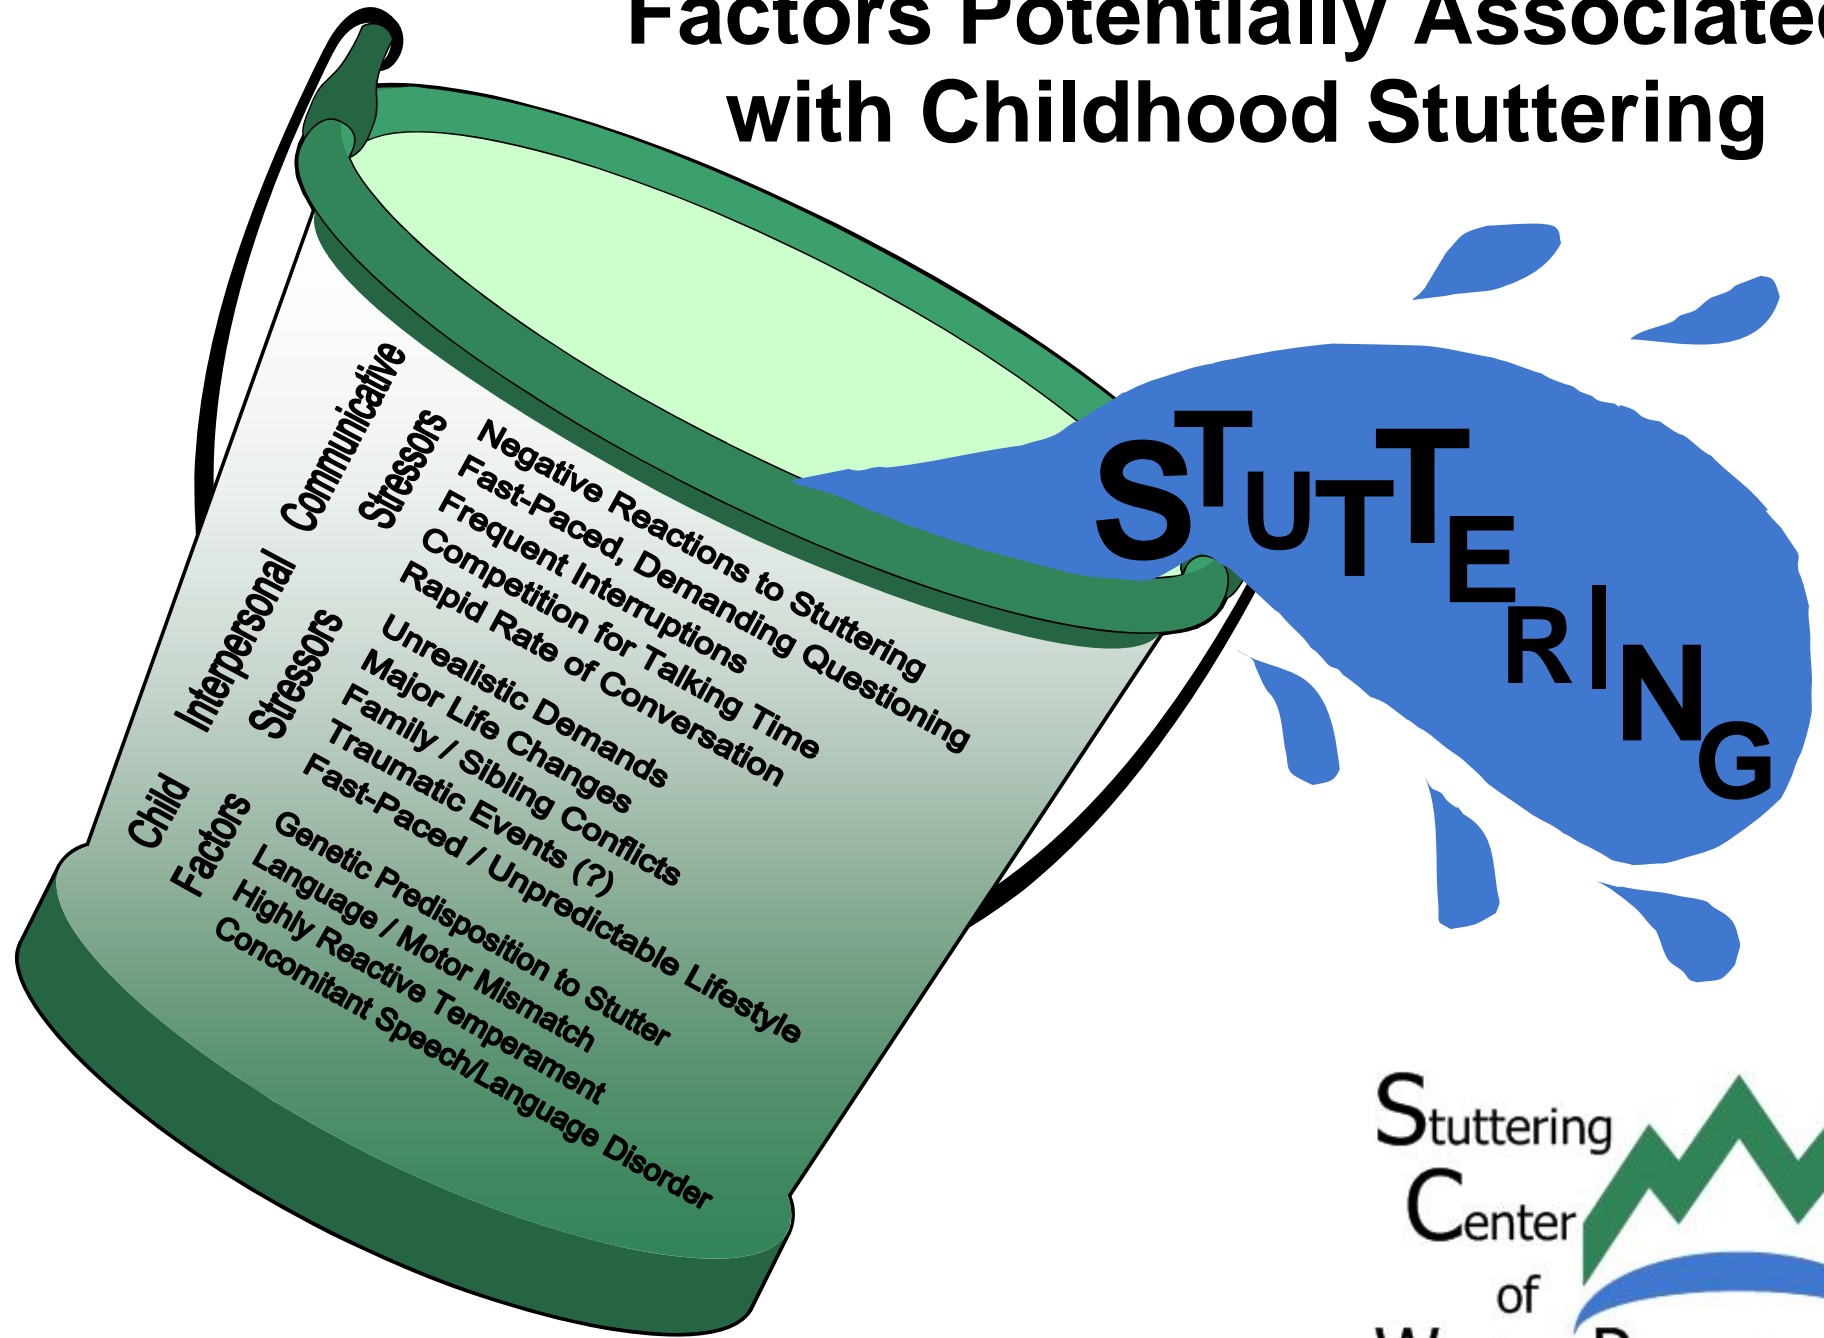 Factors Potentially Associated
with Childhood Stuttering
Communicative
Stressors
Negative Reactions to Stuttering
Fast-Paced, Demanding Questioning
Frequent Interruptions
Competition for Talking Time
Rapid Rate of Conversation
Interpersonal
Stressors
Unrealistic Demands
Major Life Changes
Family / Sibling Conflicts
Traumatic Events (?)
Fast-Paced / Unpredictable Lifestyle
Child
Factors
Genetic Predisposition to Stutter
Language / Motor Mismatch
Highly Reactive Temperament
Concomitant Speech/Language Disorder
STUTTERING
Stuttering
Center
of